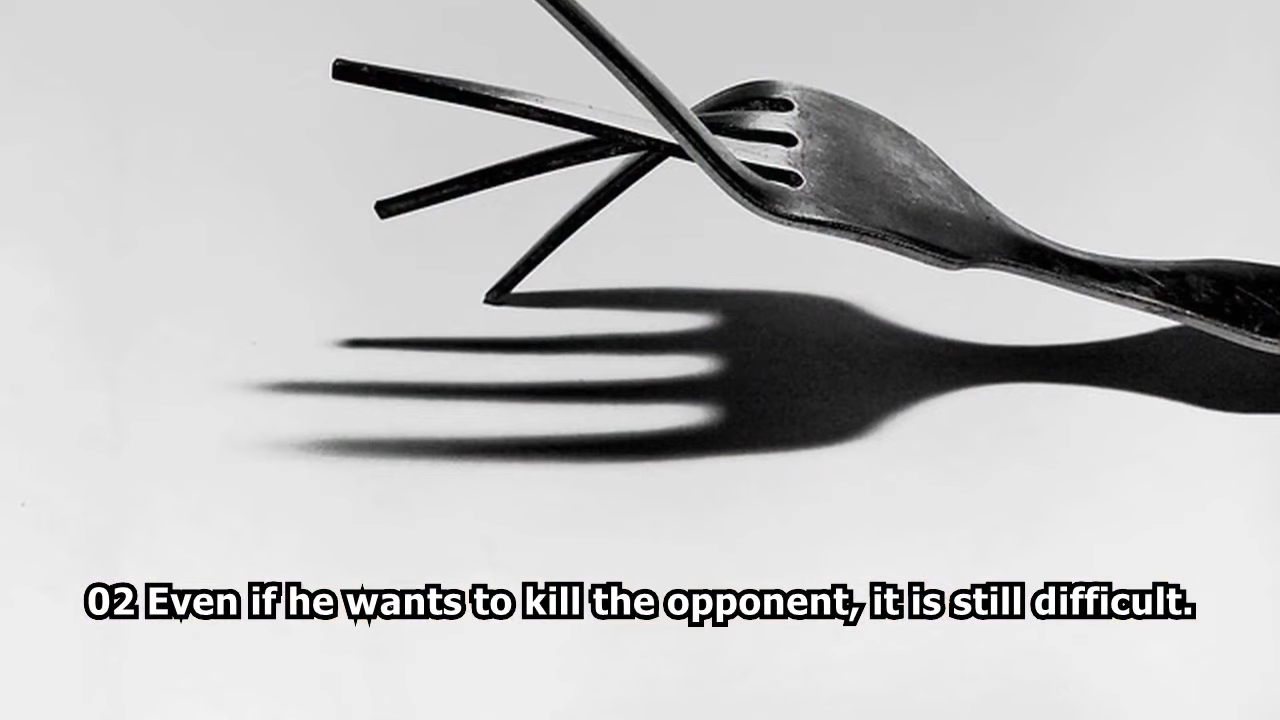 02 Even if he wants to kill the opponent, it is still difficult.